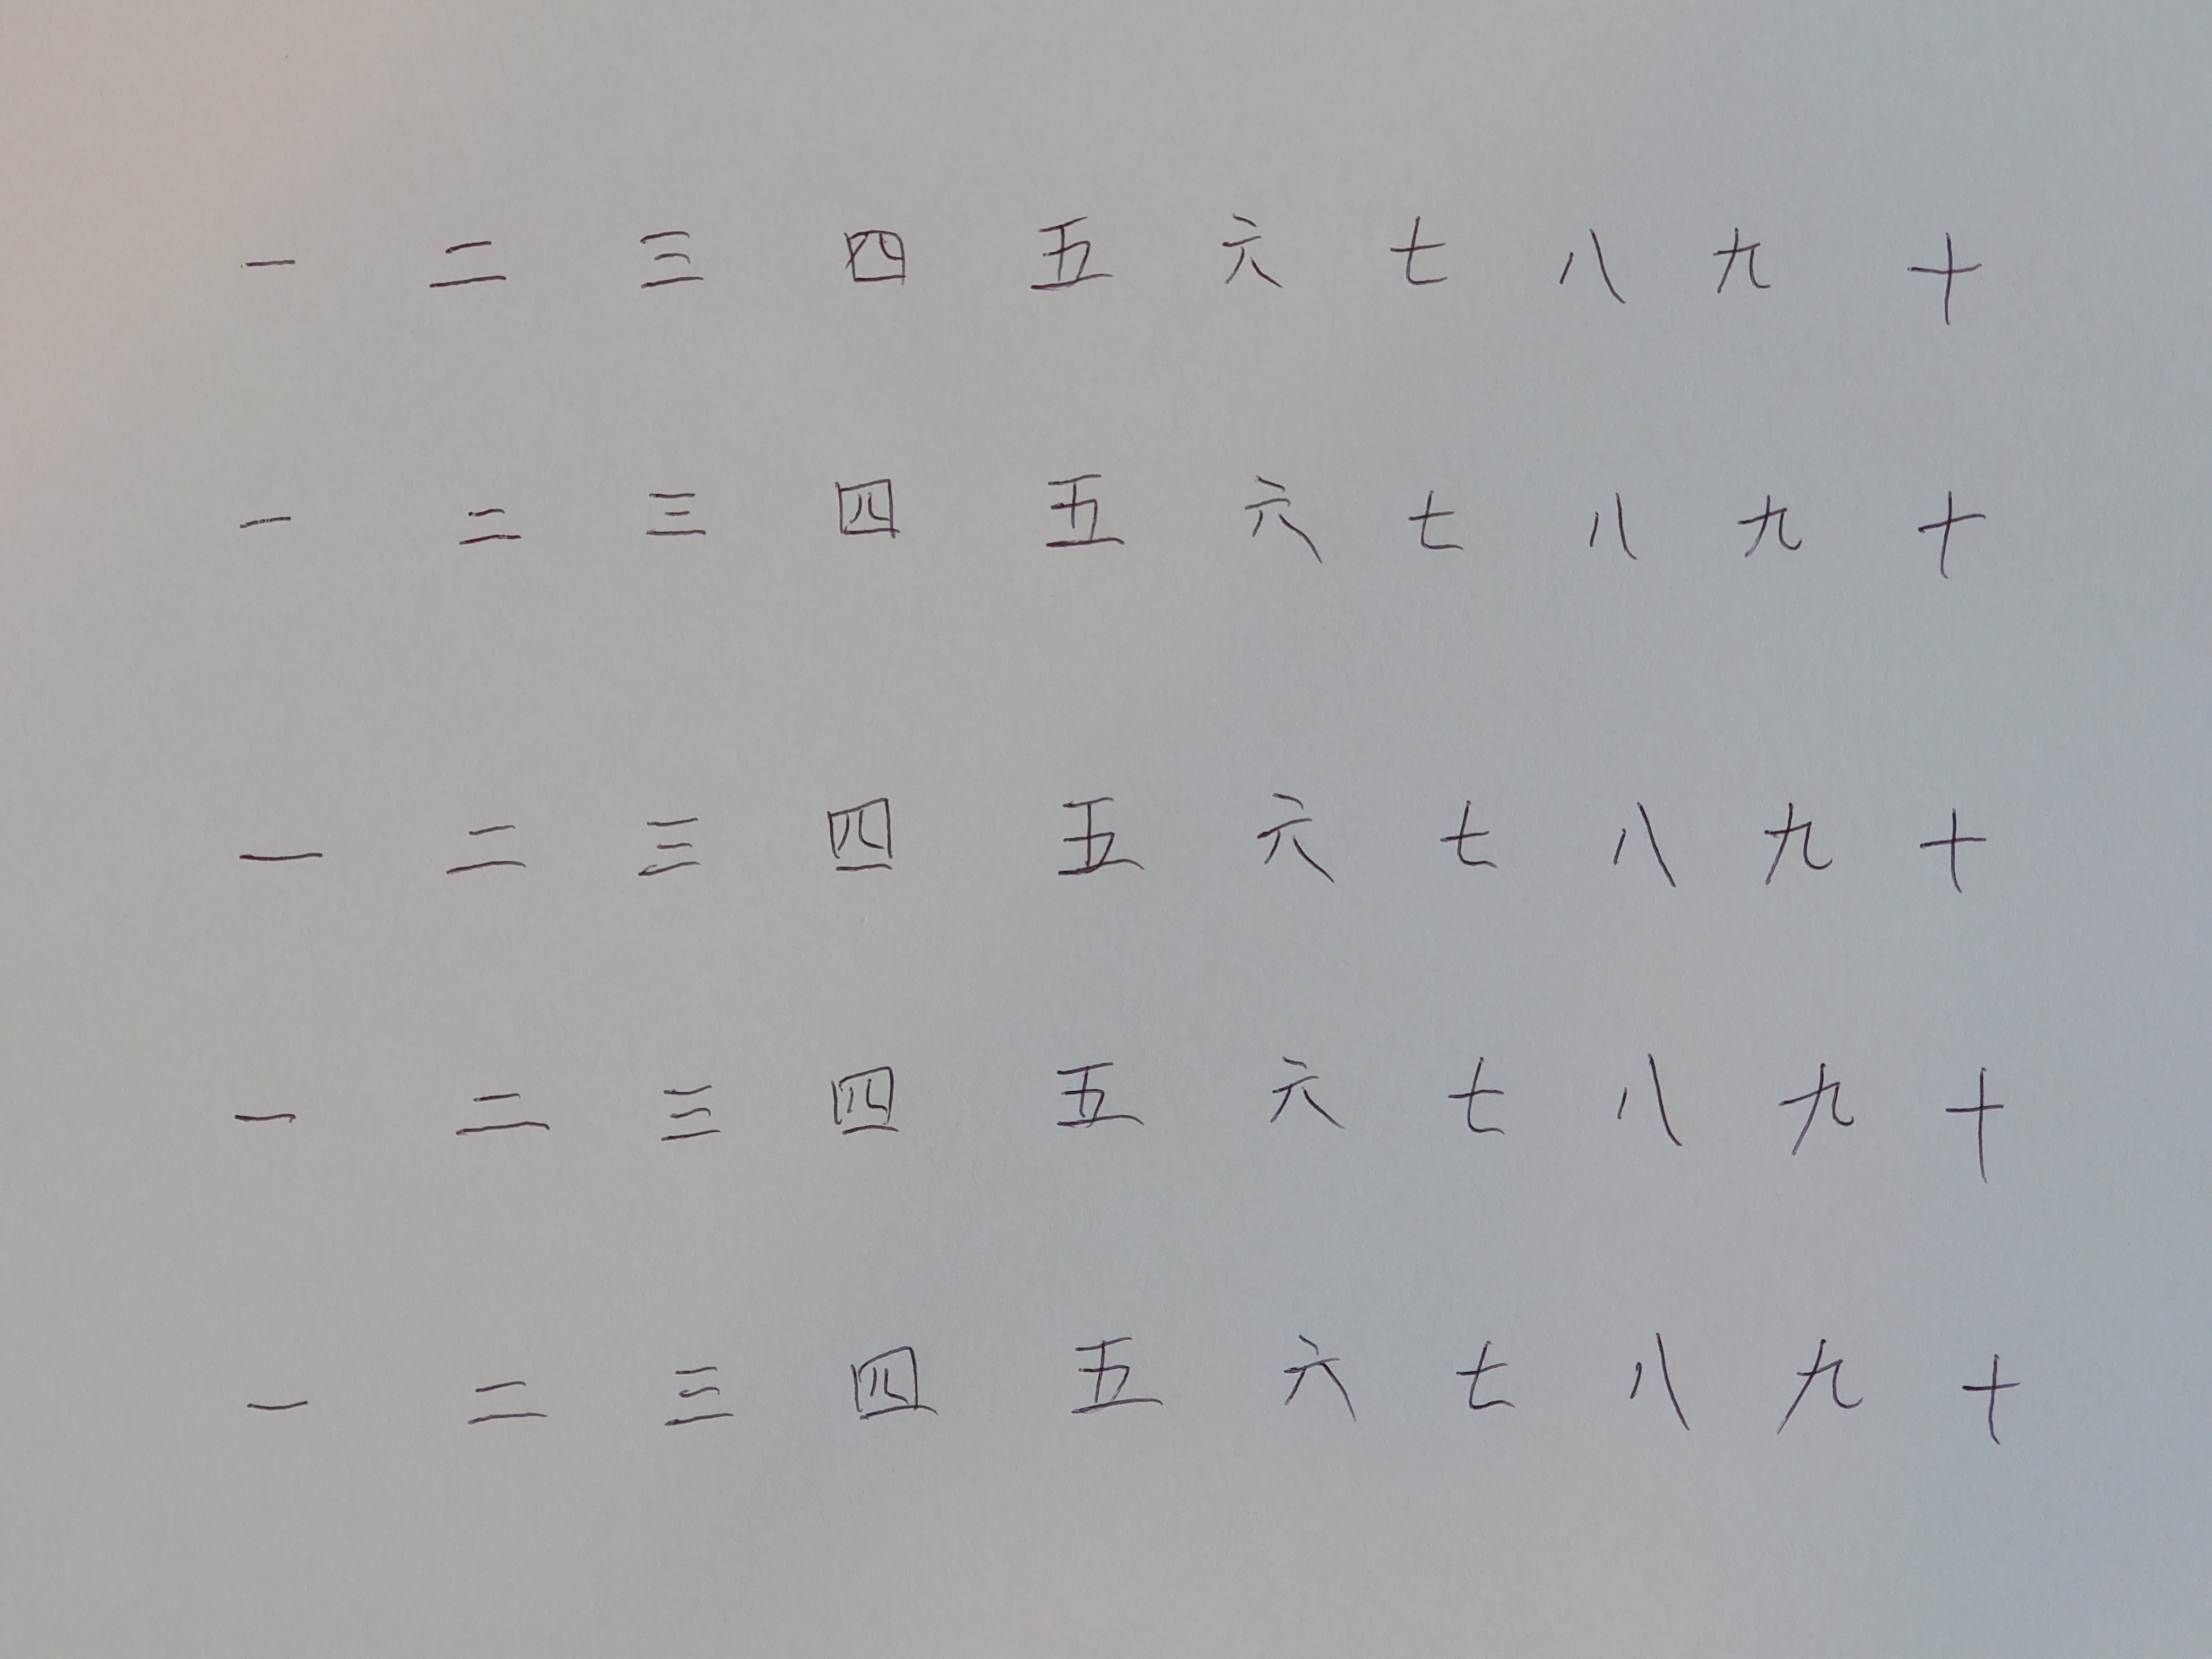 一 二 三 四 五 六 七 八 九 十
一 二 三 四 五 六 七 八 九 十
一 二 三 四 五 六 七 八 九 十
一 二 三 四 五 六 七 八 九 十
一 二 三 四 五 六 七 八 九 十